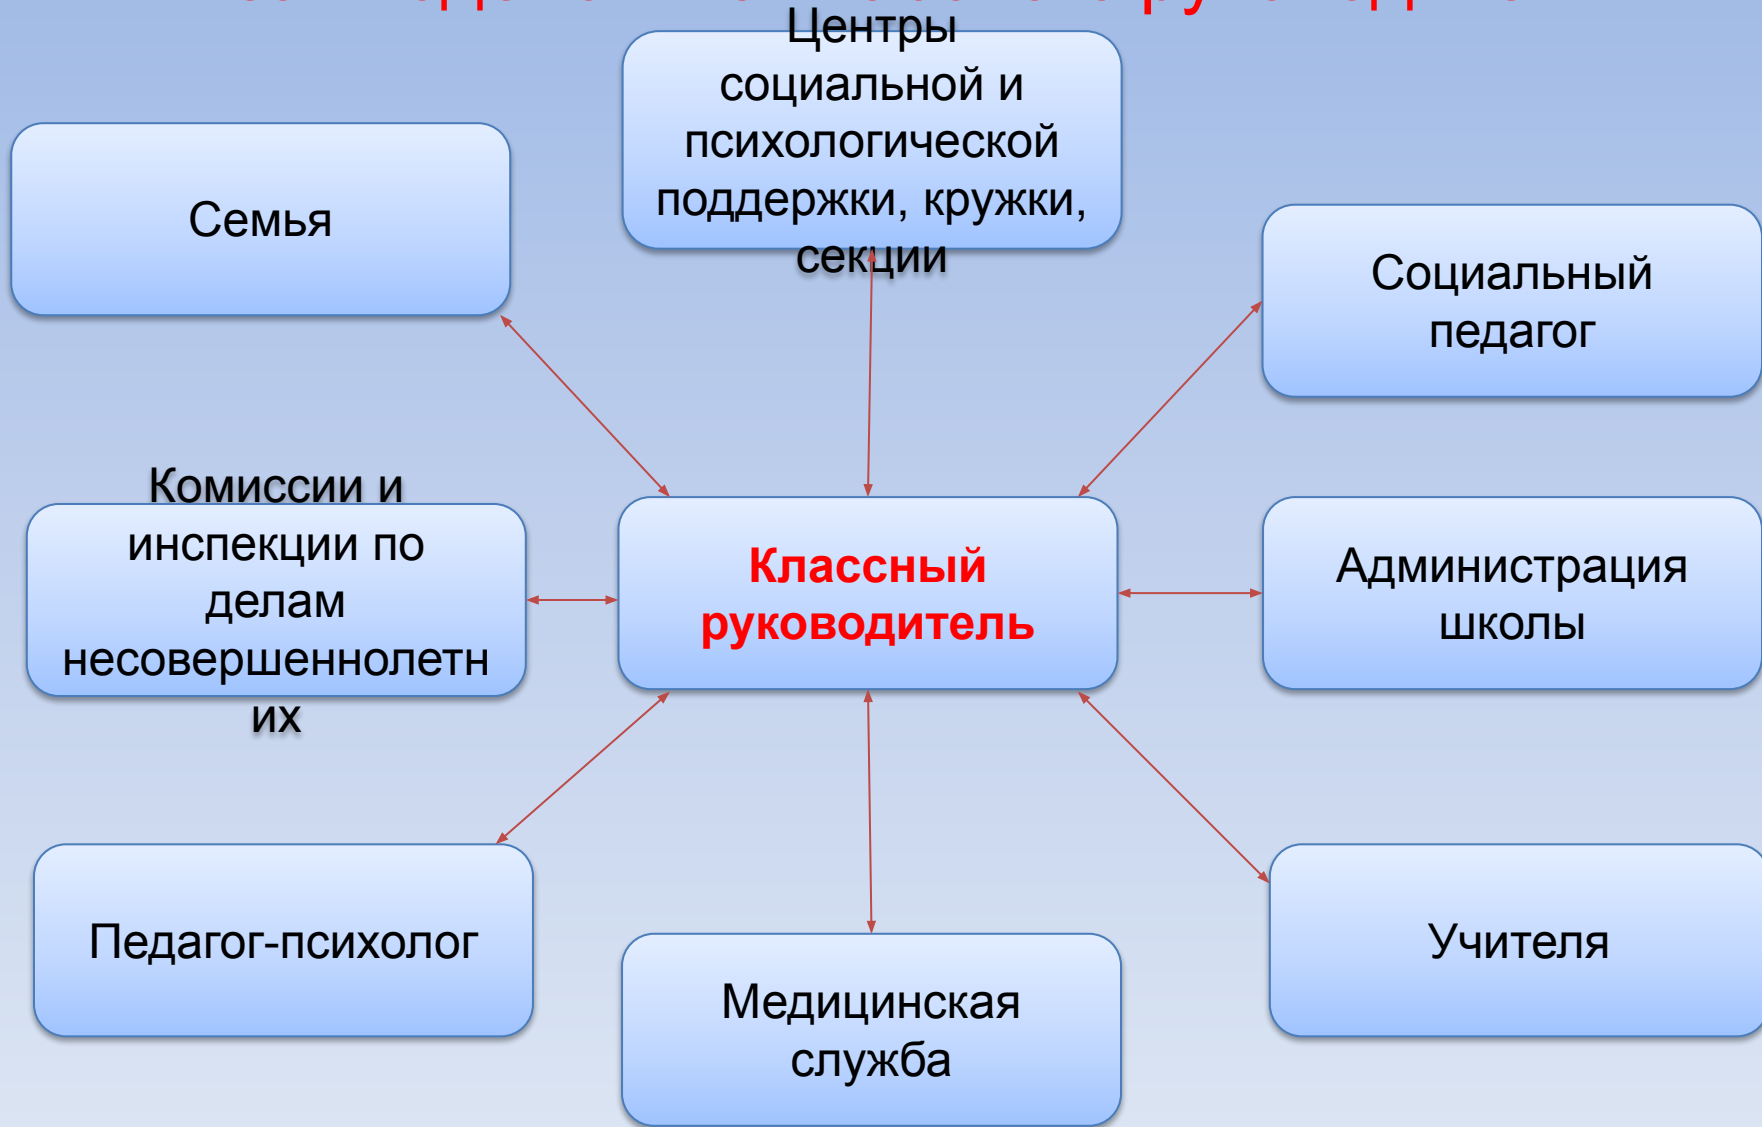 Центры
социальной и
психологической
поддержки, кружки,
секции
Семья
Социальный
педагог
Комиссии и
инспекции по
делам
несовершеннолетн
их
Классный
руководитель
Администрация
школы
Педагог-психолог
Медицинская
служба
Учителя